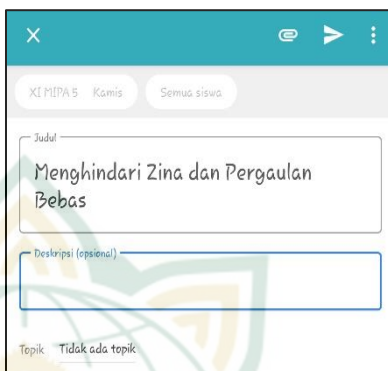 XI MIPA 5 Kamis Semua siswa
Judul
Menghindari Zina dan Pergaulan
Bebas
Deskripsi (opsional)
Topik Tidak ada topik